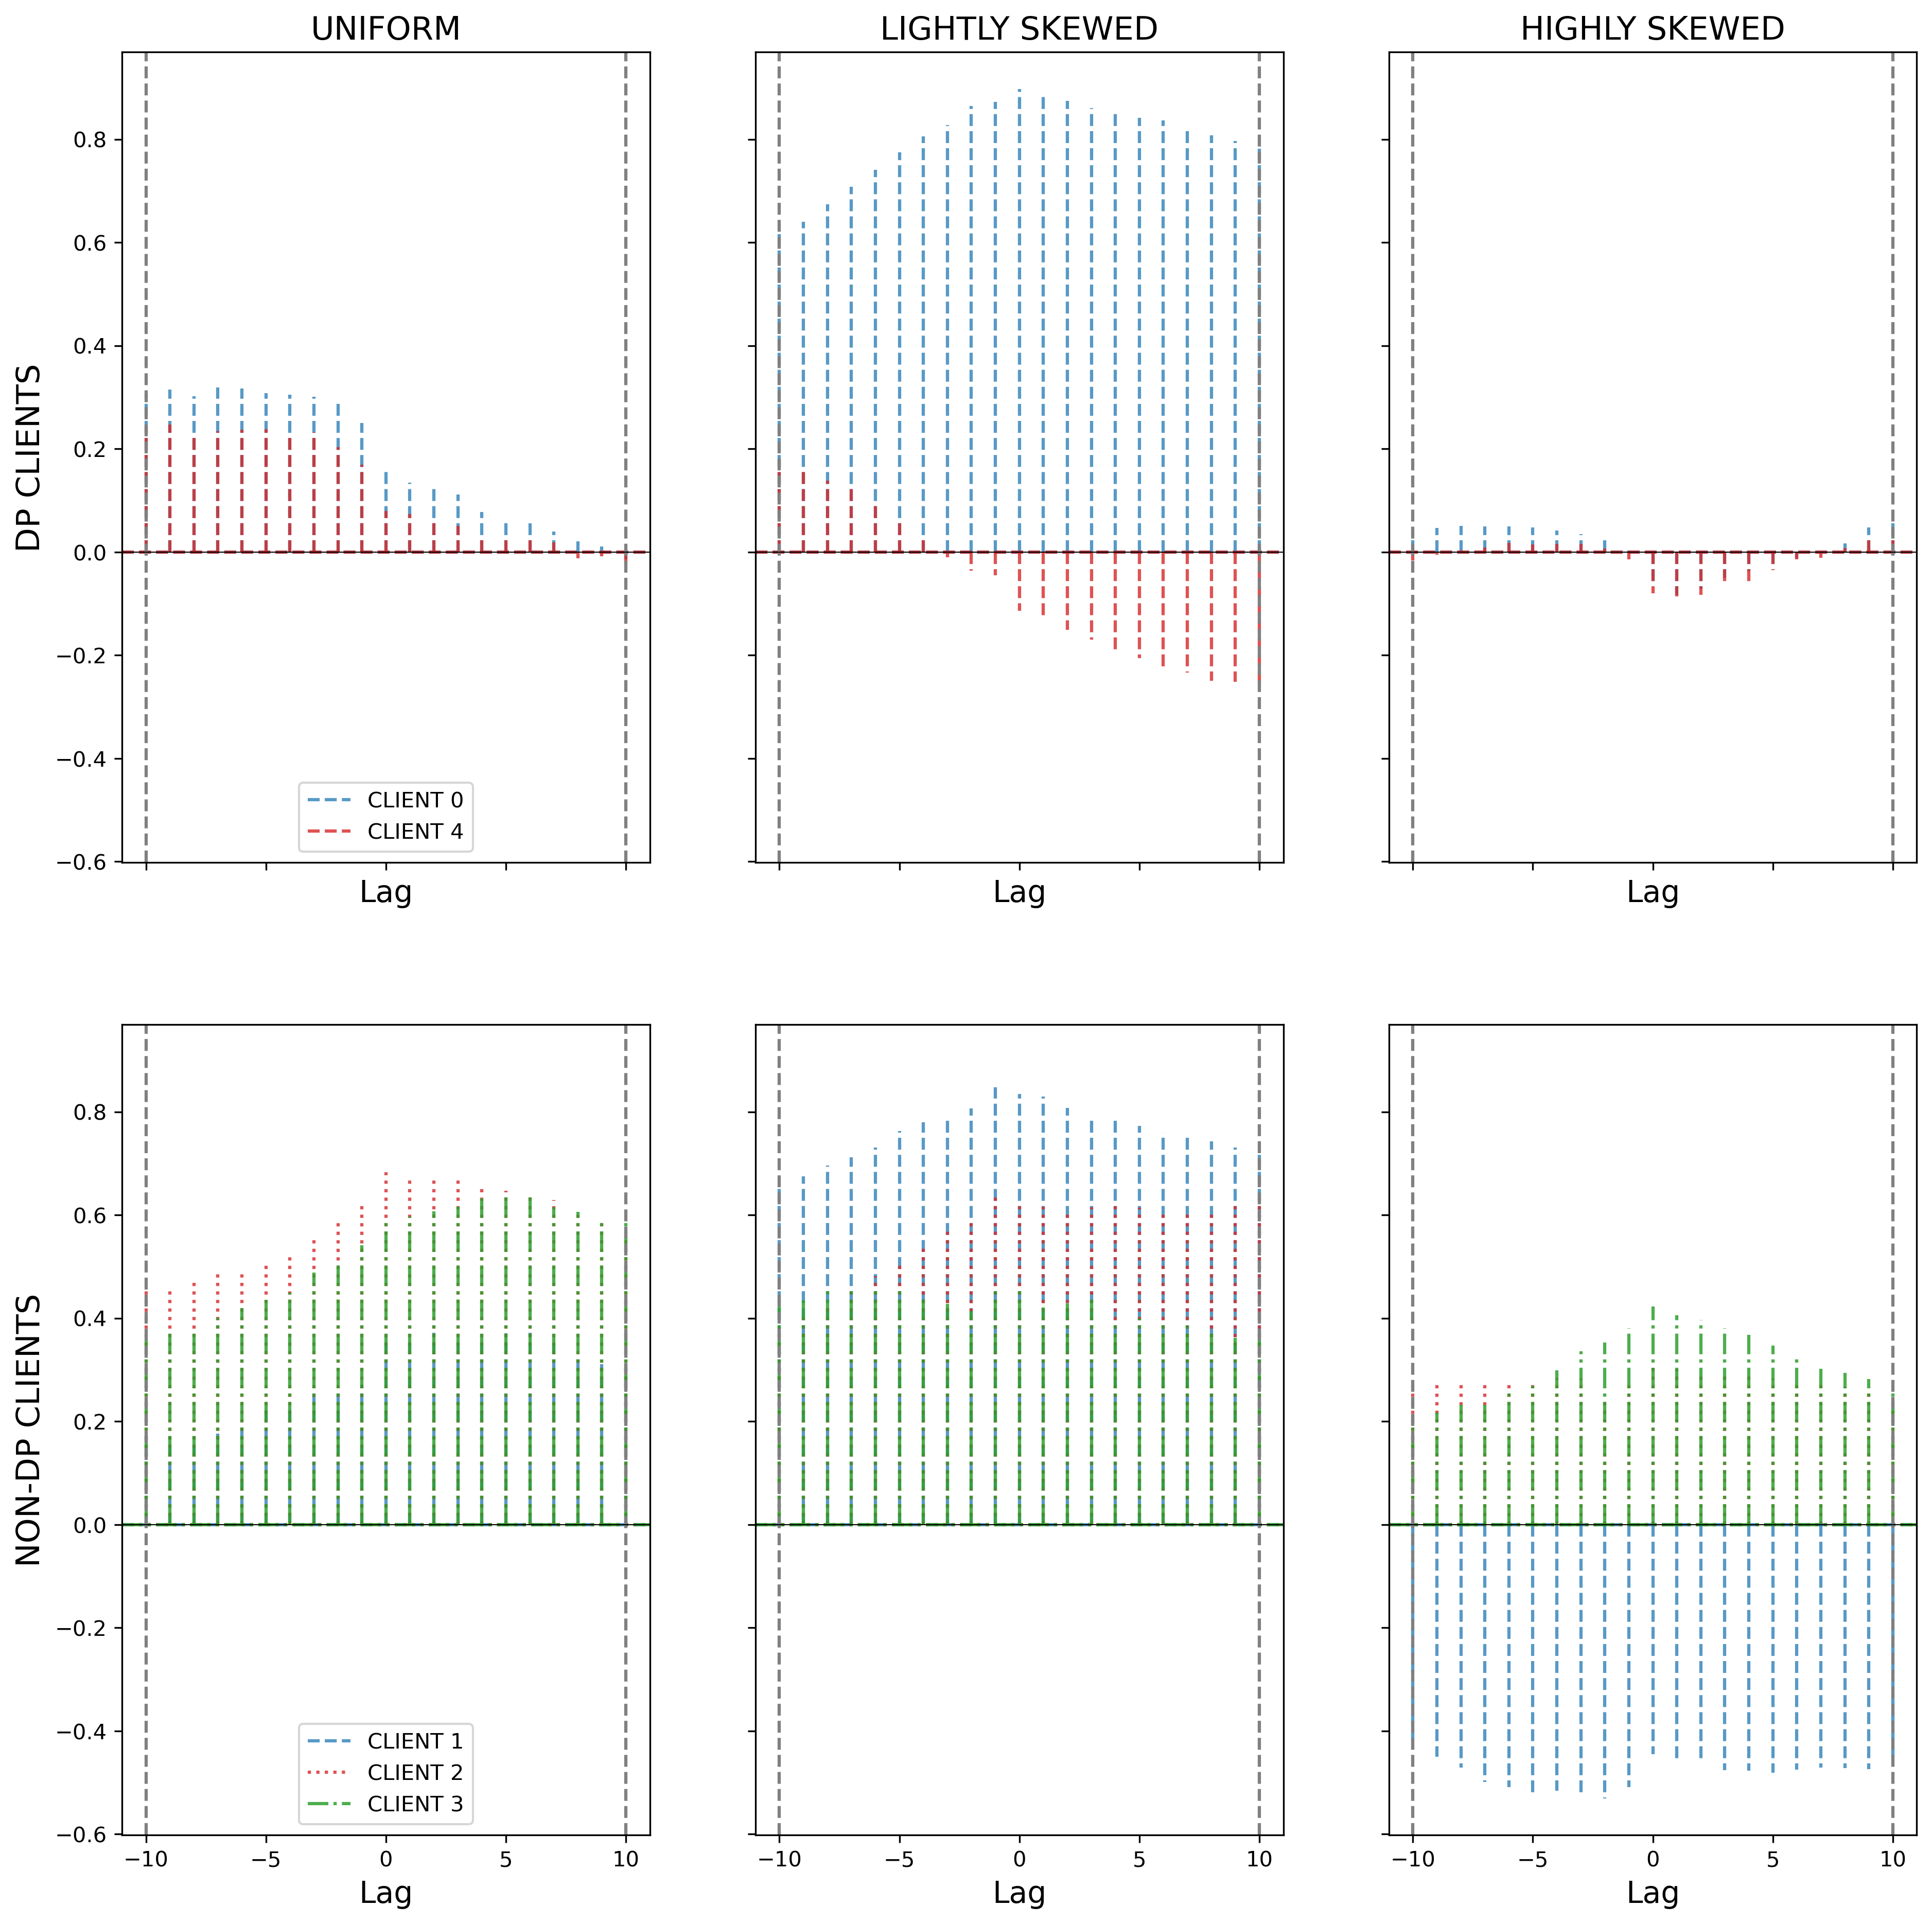 UNIFORM
LIGHTLY SKEWED
HIGHLY SKEWED
DP CLIENTS
0.8
0.6
0.4
0.2
0.0
−0.2
−0.4
−0.6
CLIENT 0
CLIENT 4
Lag
Lag
Lag
NON-DP CLIENTS
0.8
0.6
0.4
0.2
0.0
−0.2
−0.4
−0.6
CLIENT 1
CLIENT 2
CLIENT 3
−10 −5 0 5 10
−10 −5 0 5 10
−10 −5 0 5 10
Lag
Lag
Lag